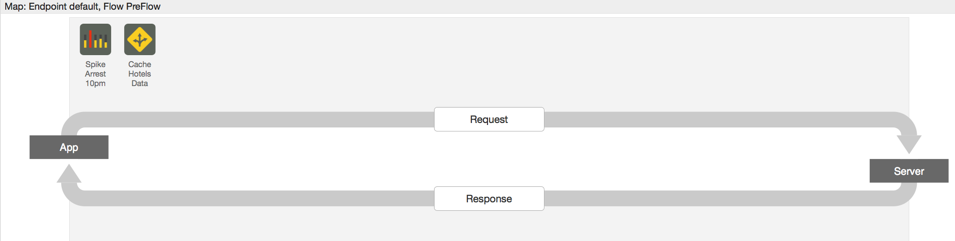 Map: Endpoint default, Flow PreFlow
Spike
Arrest
10pm
Cache
Hotels
Data
Request
App
Server
Response